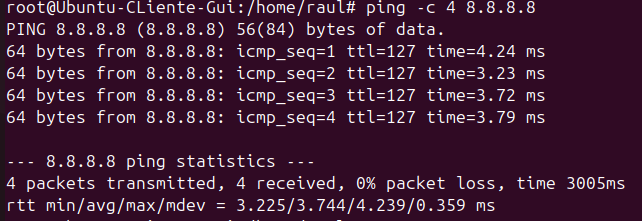 root@Ubuntu-CLiente-Gui:/home/raul# ping -c 4 8.8.8.8
PING 8.8.8.8 (8.8.8.8) 56(84) bytes of data.
64 bytes from 8.8.8.8: icmp_seq=1 ttl=127 time=4.24 ms
64 bytes from 8.8.8.8: icmp_seq=2 ttl=127 time=3.23 ms
64 bytes from 8.8.8.8: icmp_seq=3 ttl=127 time=3.72 ms
64 bytes from 8.8.8.8: icmp_seq=4 ttl=127 time=3.79 ms

--- 8.8.8.8 ping statistics ---
4 packets transmitted, 4 received, 0% packet loss, time 3005ms
rtt min/avg/max/mdev = 3.225/3.744/4.239/0.359 ms